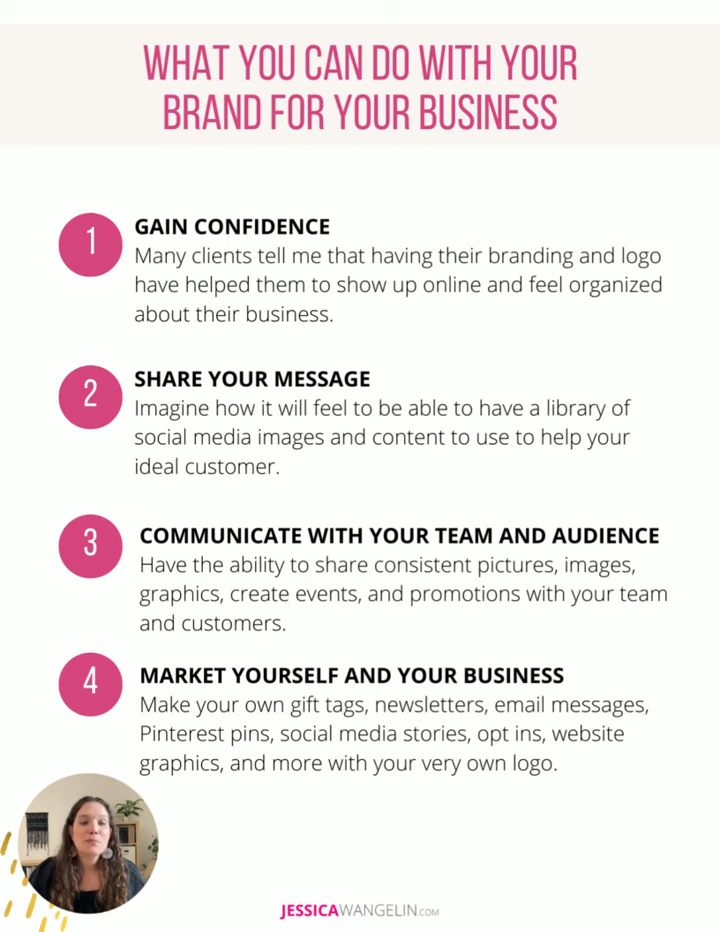 WHAT YOU CAN DO WITH YOUR
BRAND FOR YOUR BUSINESS
1
GAIN CONFIDENCE
Many clients tell me that having their branding and logo
have helped them to show up online and feel organized
about their business.
2
SHARE YOUR MESSAGE
Imagine how it will feel to be able to have a library of
social media images and content to use to help your
ideal customer.
3
COMMUNICATE WITH YOUR TEAM AND AUDIENCE
Have the ability to share consistent pictures, images,
graphics, create events, and promotions with your team
and customers.
4
MARKET YOURSELF AND YOUR BUSINESS
Make your own gift tags, newsletters, email messages,
Pinterest pins, social media stories, opt ins, website
graphics, and more with your very own logo.
JESSICAWANGELIN.COM